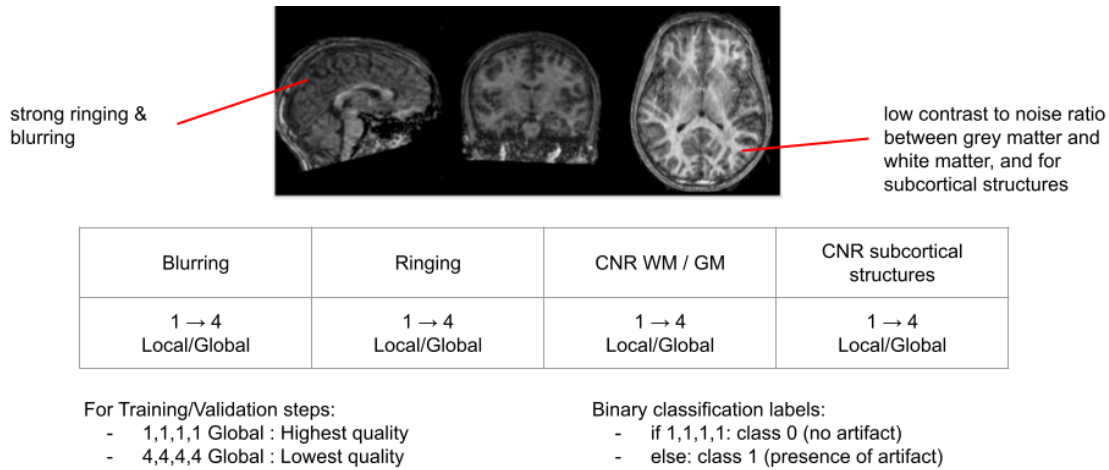 strong ringing &
blurring
low contrast to noise ratio
between grey matter and
white matter, and for
subcortical structures
Blurring
Ringing
CNR WM / GM
CNR subcortical
structures
1 → 4
Local/Global
1 → 4
Local/Global
1 → 4
Local/Global
1 → 4
Local/Global
For Training/Validation steps:
- 1,1,1,1 Global : Highest quality
- 4,4,4,4 Global : Lowest quality
Binary classification labels:
- if 1,1,1,1: class 0 (no artifact)
- else: class 1 (presence of artifact)